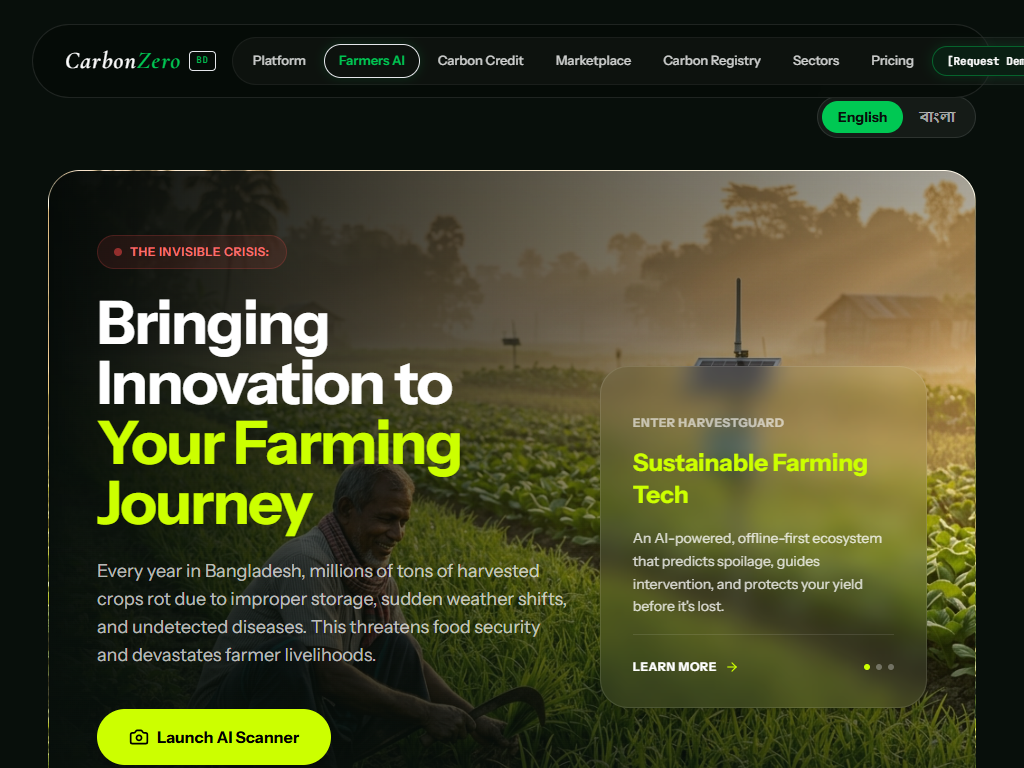 CarbonZero BD
Platform
Farmers AI
Carbon Credit
Marketplace
Carbon Registry
Sectors
Pricing
[Request
English
বাংলা
THE INVISIBLE CRISIS:
Bringing
Innovation to
Your Farming
Journey
Every year in Bangladesh, millions of tons of harvested
crops rot due to improper storage, sudden weather shifts,
and undetected diseases. This threatens food security
and devastates farmer livelihoods.
Launch AI Scanner
ENTER HARVESTGUARD
Sustainable Farming
Tech
An AI-powered, offline-first ecosystem
that predicts spoilage, guides
intervention, and protects your yield
before it's lost.
LEARN MORE